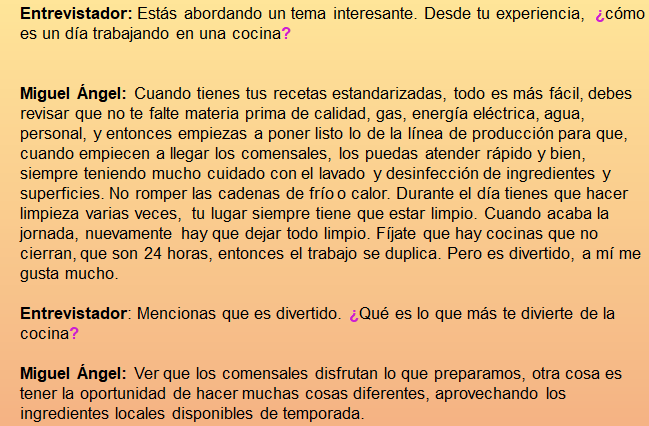 Entrevistador: Estás abordando un tema interesante. Desde tu experiencia, ¿cómo
es un día trabajando en una cocina?
Miguel Ángel: Cuando tienes tus recetas estandarizadas, todo es más fácil, debes
revisar que no te falte materia prima de calidad, gas, energía eléctrica, agua,
personal, y entonces empiezas a poner listo lo de la línea de producción para que,
cuando empiecen a llegar los comensales, los puedas atender rápido y bien,
siempre teniendo mucho cuidado con el lavado y desinfección de ingredientes y
superficies. No romper las cadenas de frío o calor. Durante el día tienes que hacer
limpieza varias veces, tu lugar siempre tiene que estar limpio. Cuando acaba la
jornada, nuevamente hay que dejar todo limpio. Fíjate que hay cocinas que no
cierran, que son 24 horas, entonces el trabajo se duplica. Pero es divertido, a mí me
gusta mucho.
Entrevistador: Mencionas que es divertido. ¿Qué es lo que más te divierte de la
cocina?
Miguel Ángel: Ver que los comensales disfrutan lo que preparamos, otra cosa es
tener la oportunidad de hacer muchas cosas diferentes, aprovechando los
ingredientes locales disponibles de temporada.